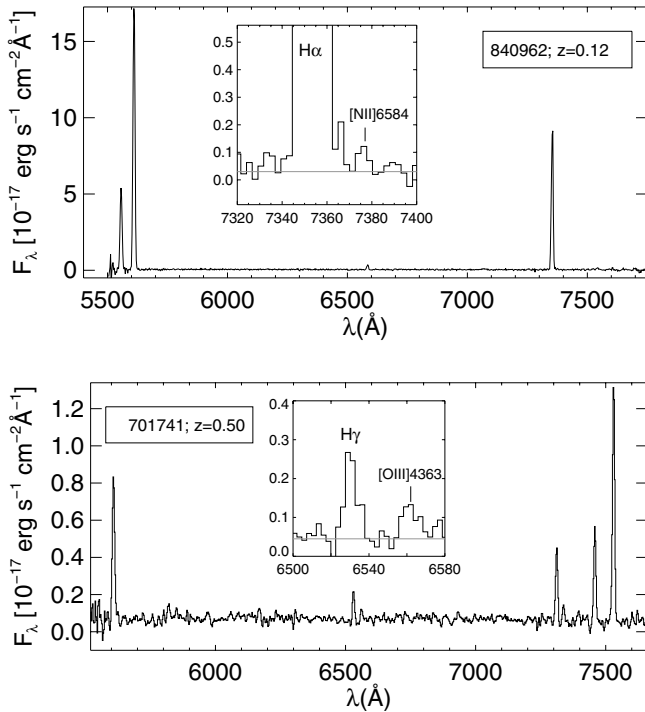 15
10
5
0
F_λ [10⁻¹⁷ erg s⁻¹ cm⁻²Å⁻¹]
0.5
0.4
0.3
0.2
0.1
0.0
Hα
[NII]6584
7320 7340 7360 7380 7400
840962; z=0.12
5500 6000 6500 7000 7500
λ(Å)
1.2
1.0
0.8
0.6
0.4
0.2
0.0
F_λ [10⁻¹⁷ erg s⁻¹ cm⁻²Å⁻¹]
701741; z=0.50
0.4
0.3
0.2
0.1
0.0
Hγ
[OIII]4363
6500 6540 6560 6580
6000 6500 7000 7500
λ(Å)